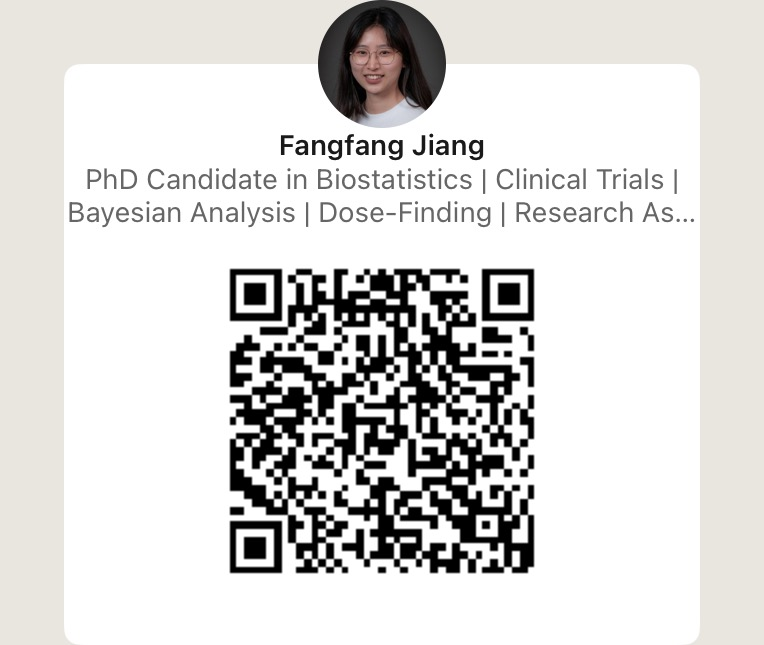 Fangfang Jiang
PhD Candidate in Biostatistics | Clinical Trials |
Bayesian Analysis | Dose-Finding | Research As...